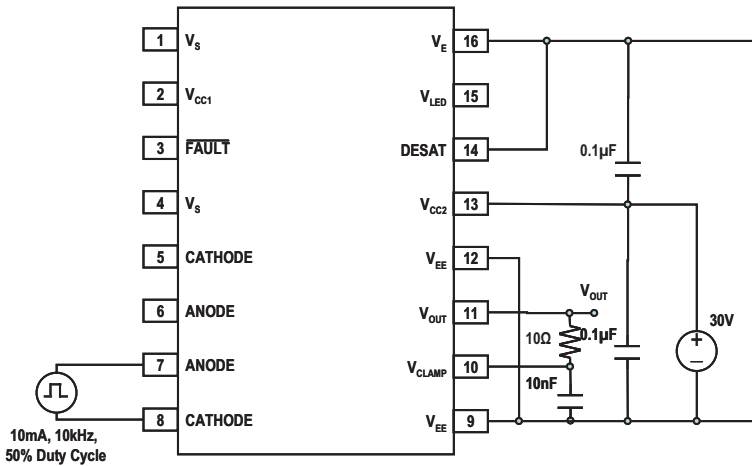 1 VS
2 VCC1
3 FAULT
4 VS
5 CATHODE
6 ANODE
7 ANODE
8 CATHODE
10mA, 10kHz,
50% Duty Cycle
VE 16
VLED 15
DESAT 14
VCC2 13
VEE 12
VOUT 11
VCLAMP 10
VEE 9
0.1µF
VOUT
10Ω
0.1µF
10nF
30V
+
−